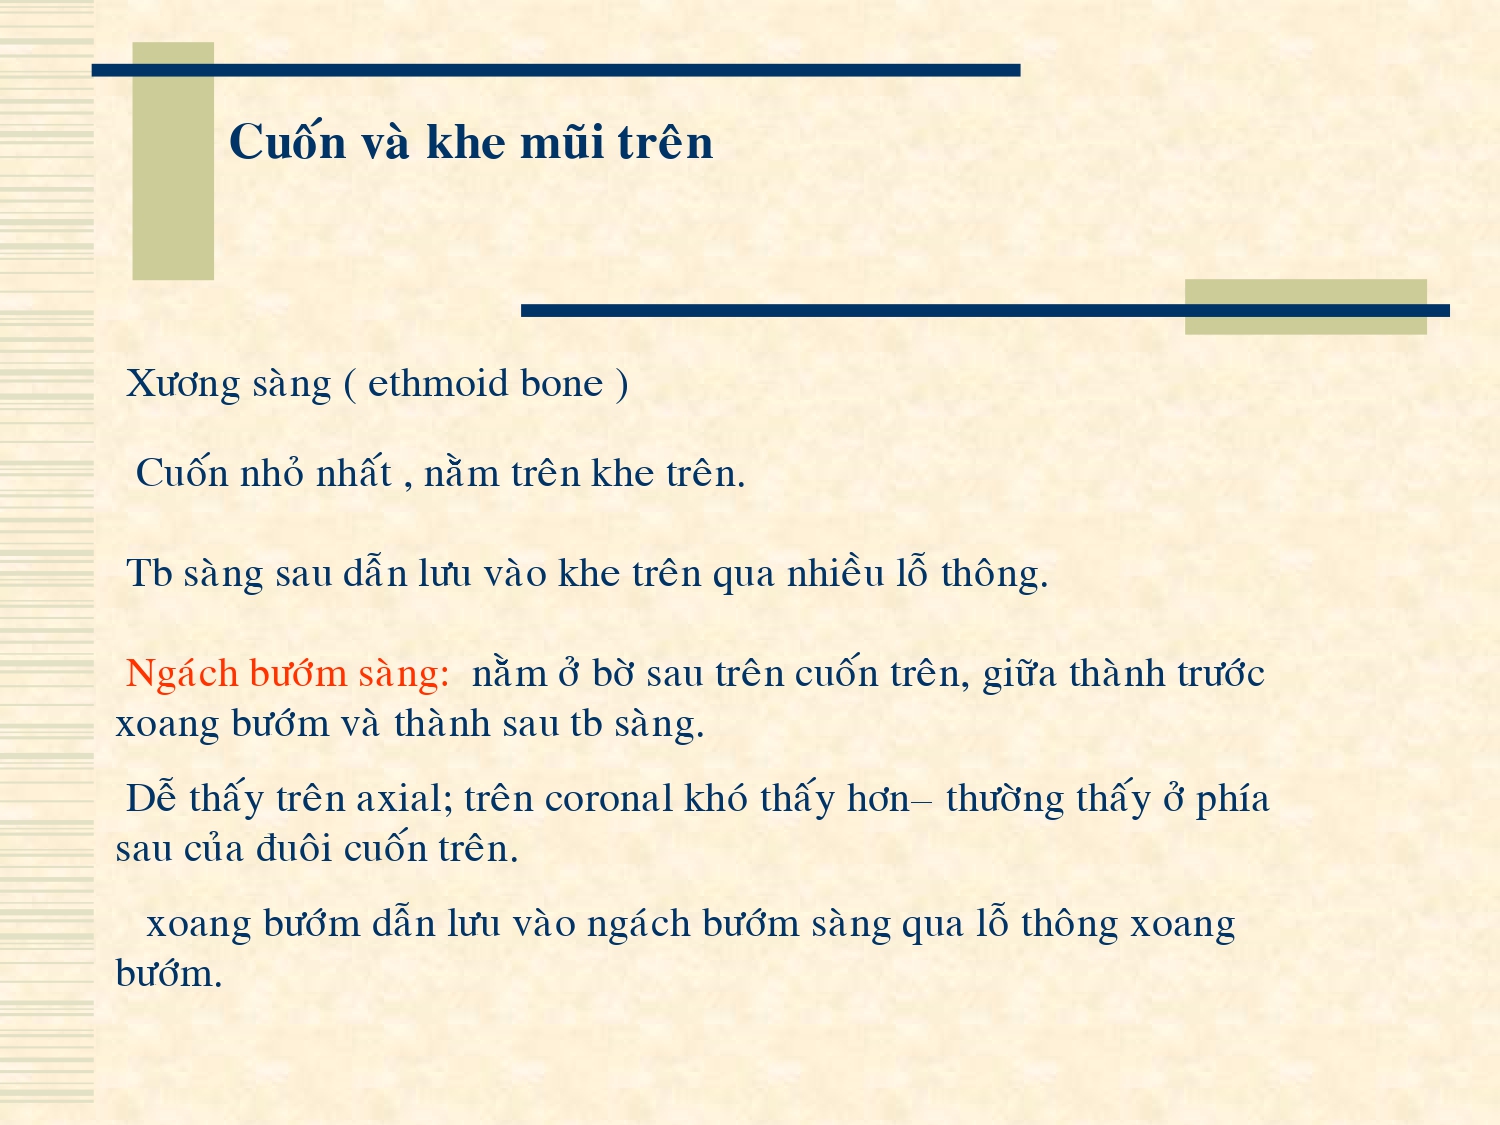 Cuốn và khe mũi trên
Xương sàng ( ethmoid bone )
Cuốn nhỏ nhất , nằm trên khe trên.
Tb sàng sau dẫn lưu vào khe trên qua nhiều lỗ thông.
Ngách bướm sàng:  nằm ở bờ sau trên cuốn trên, giữa thành trước
xoang bướm và thành sau tb sàng.
Dễ thấy trên axial; trên coronal khó thấy hơn– thường thấy ở phía
sau của đuôi cuốn trên.
xoang bướm dẫn lưu vào ngách bướm sàng qua lỗ thông xoang
bướm.